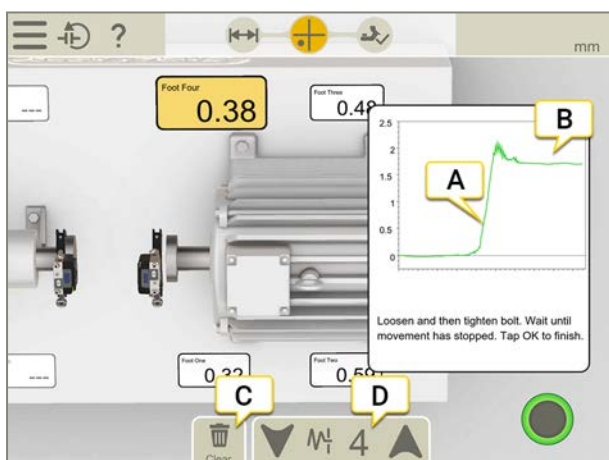 ?
mm
---
Foot Four
0.38
Foot Three
0.48
2.5
2
1.5
1
0.5
0
A
B
Loosen and then tighten bolt. Wait until
movement has stopped. Tap OK to finish.
---
Foot One
0.32
Foot Two
0.59
C
D
Clear
4